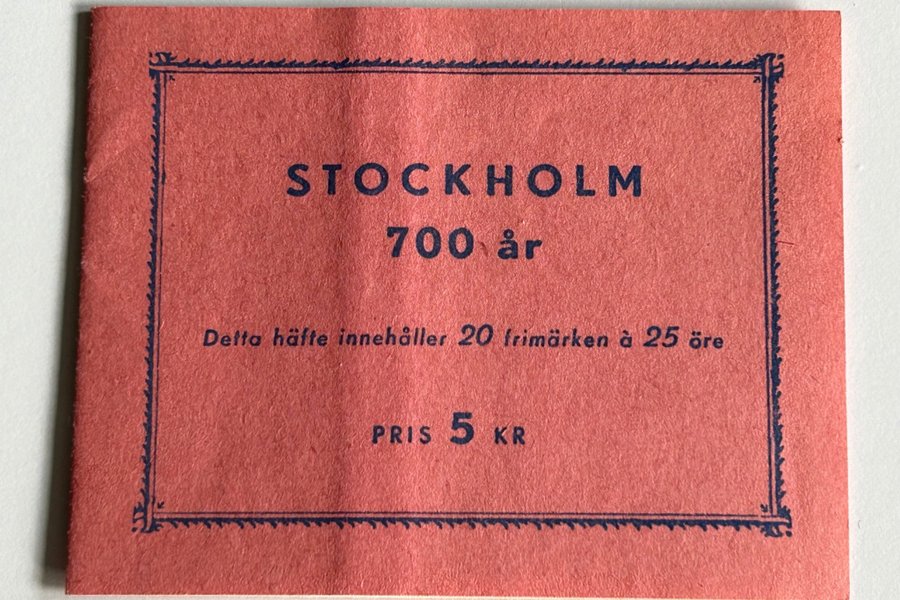 STOCKHOLM
700 år
Detta häfte innehåller 20 frimärken à 25 öre
PRIS 5 KR